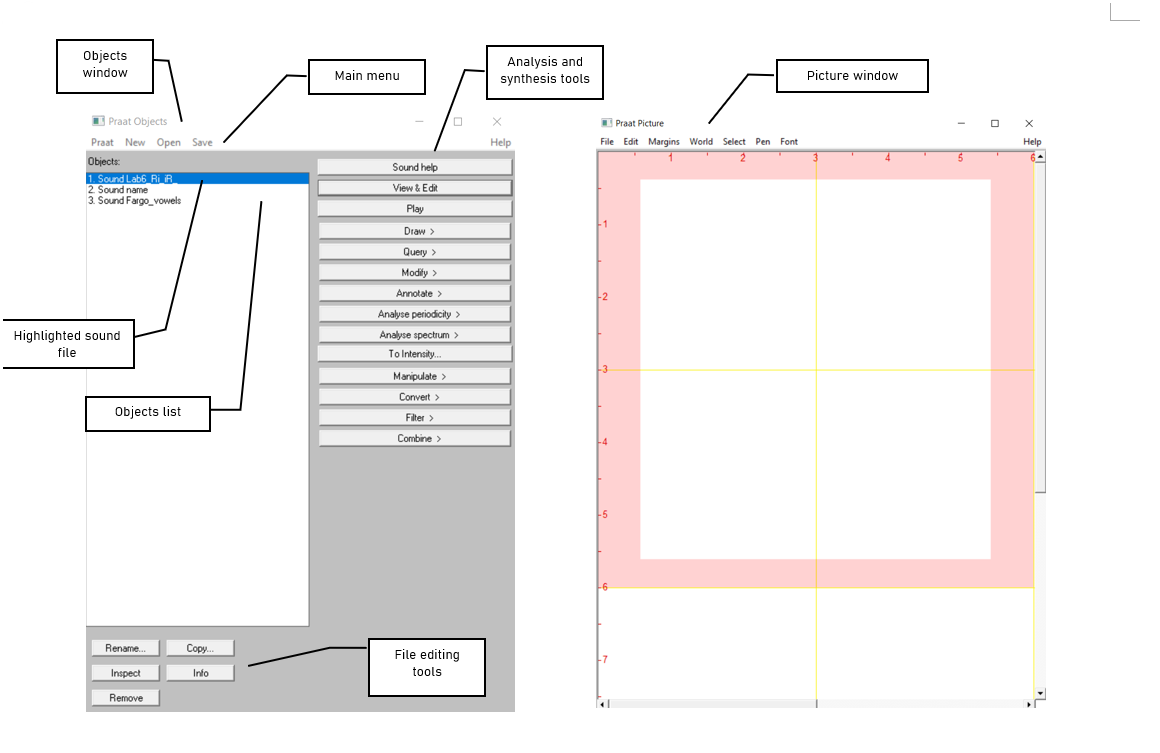 Objects
window
Main menu
Analysis and
synthesis tools
Picture window
Praat Objects
Praat New Open Save Help
Objects:
1. Sound Lab6_Ri_iR_
2. Sound name
3. Sound Fargo_vowels
Sound help
View & Edit
Play
Draw >
Query >
Modify >
Annotate >
Analyse periodicity >
Analyse spectrum >
To Intensity...
Manipulate >
Convert >
Filter >
Combine >
Highlighted sound
file
Objects list
Rename... Copy...
Inspect Info
Remove
File editing
tools
Praat Picture
File Edit Margins World Select Pen Font Help
1 2 3 4 5 6
1
2
3
4
5
6
7